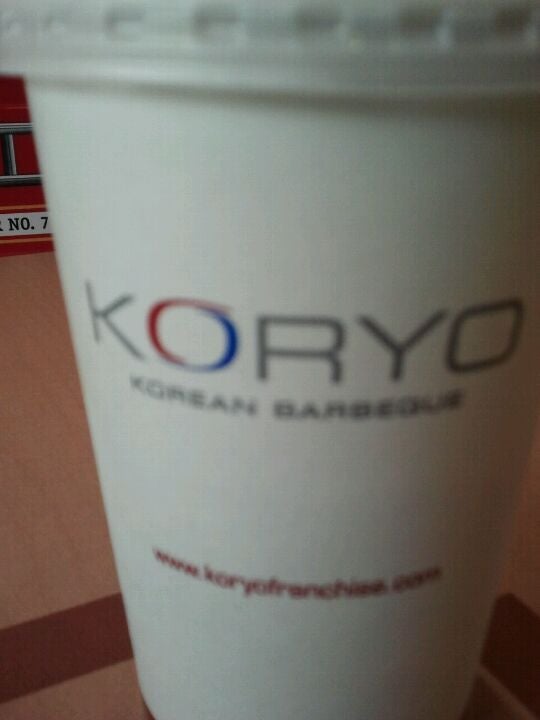 R NO. 7
KORYO
KOREAN BARBEQUE
www.koryofranchise.com